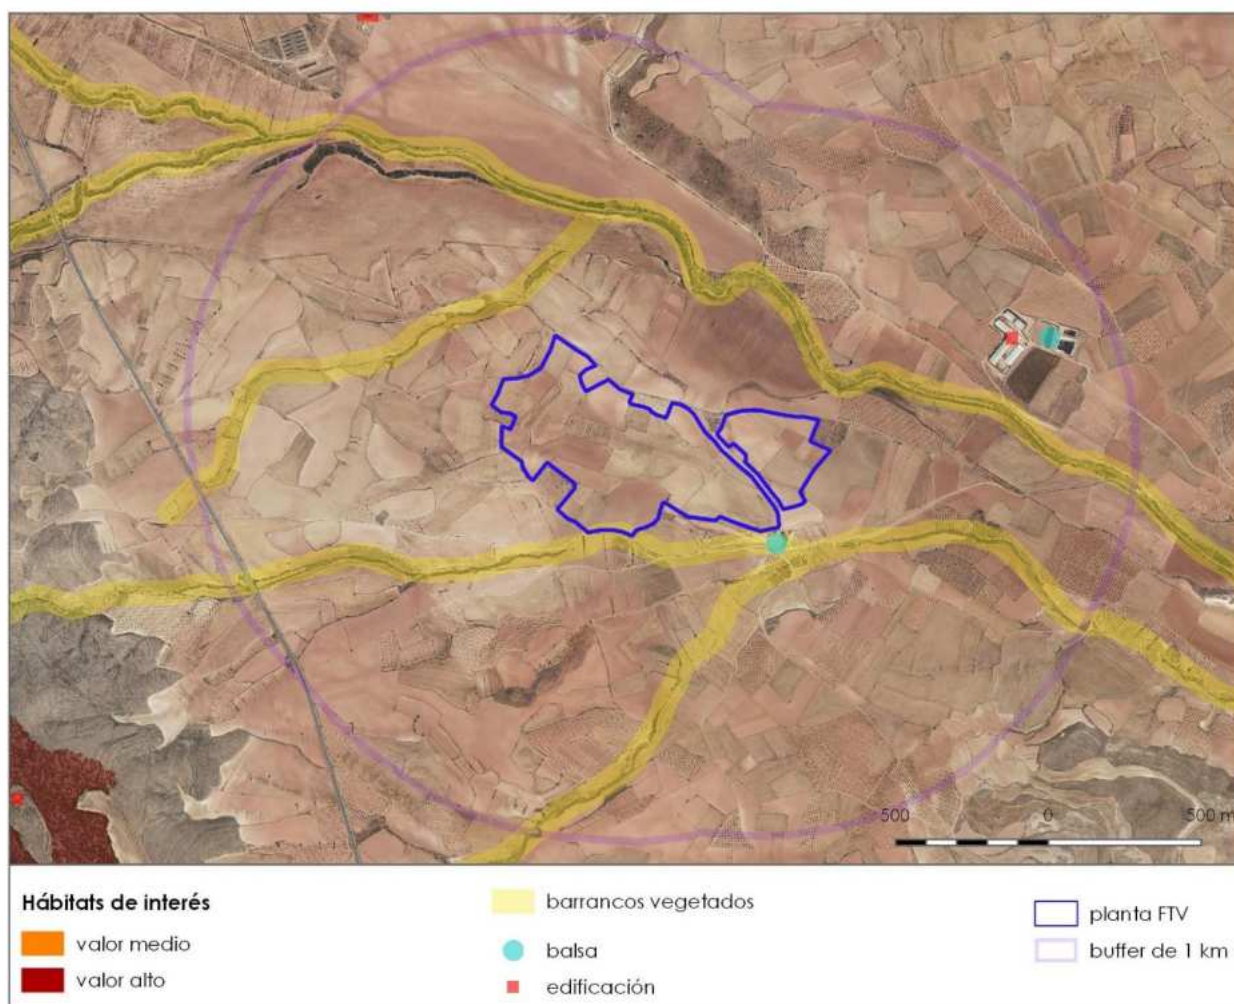 500 0 500 m
Hábitats de interés
valor medio
valor alto
barrancos vegetados
balsa
edificación
planta FTV
buffer de 1 km